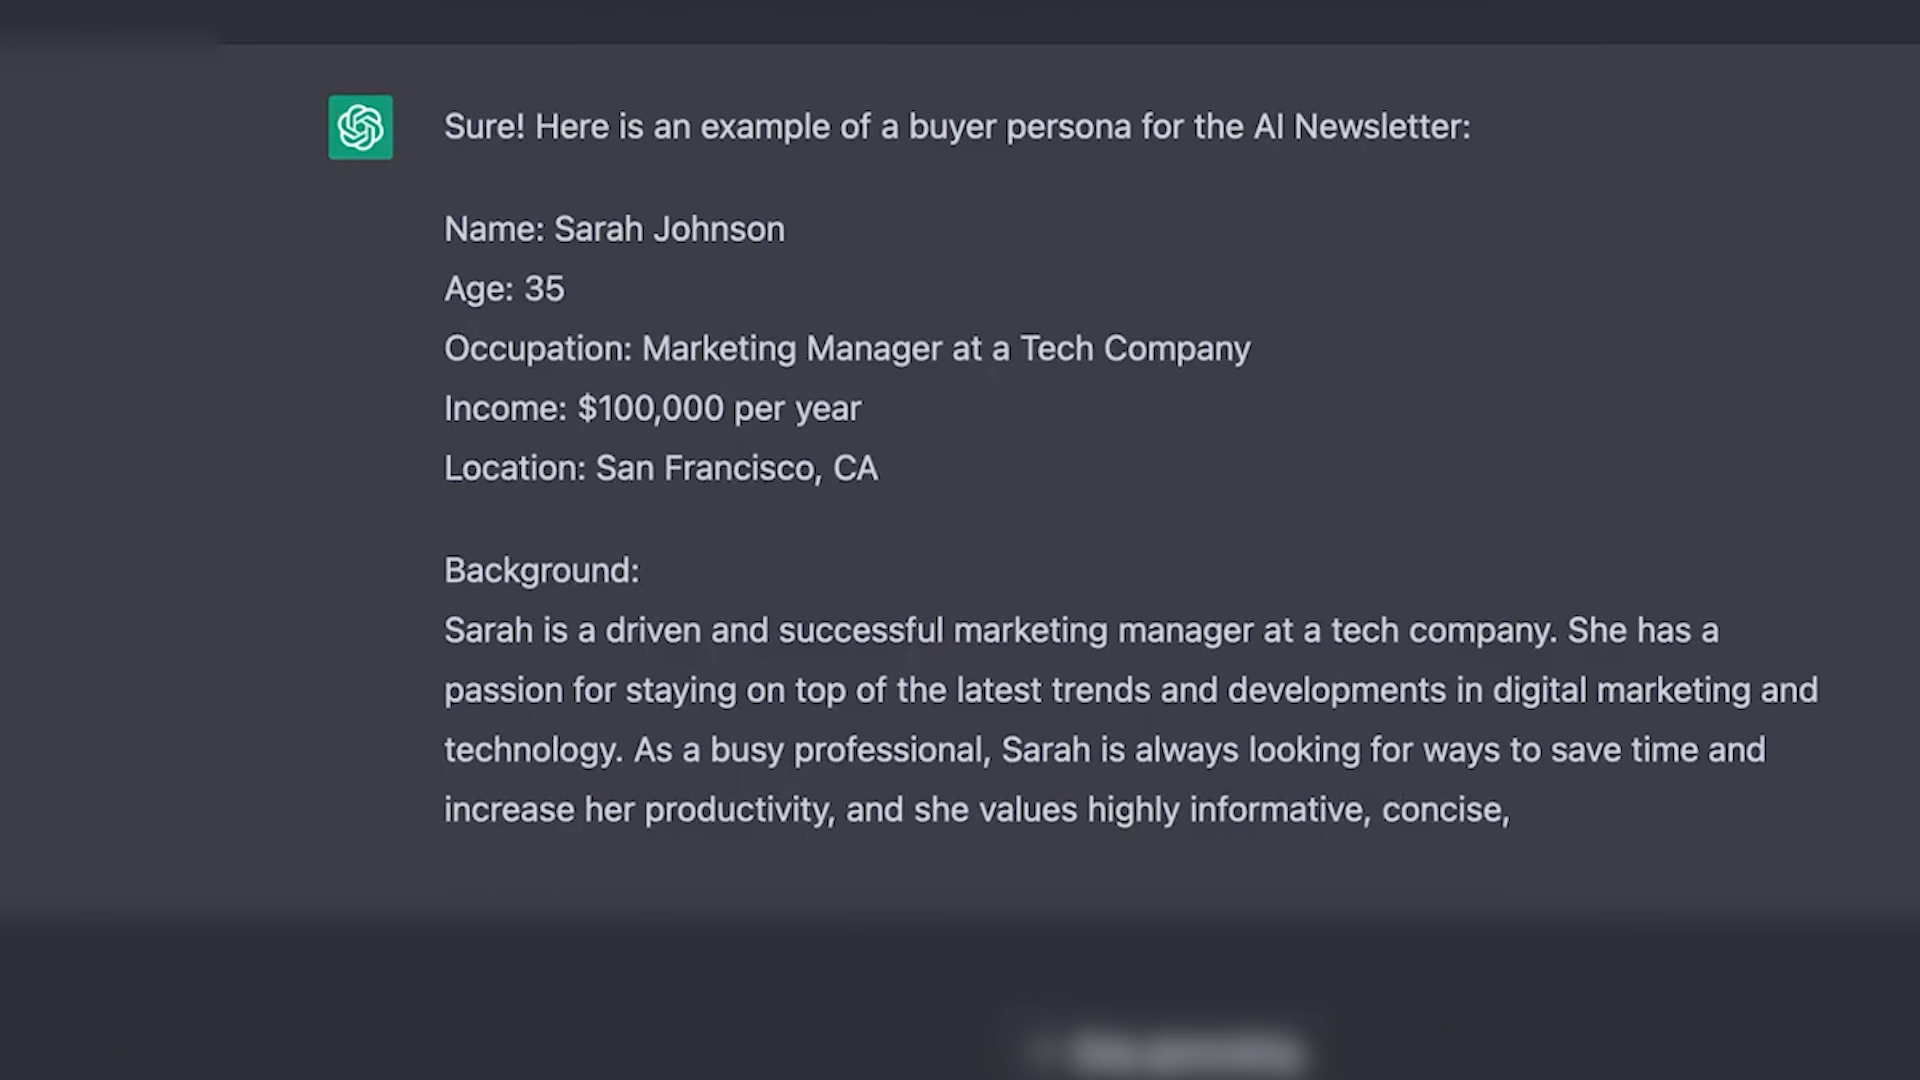 Sure! Here is an example of a buyer persona for the AI Newsletter:
Name: Sarah Johnson
Age: 35
Occupation: Marketing Manager at a Tech Company
Income: $100,000 per year
Location: San Francisco, CA
Background:
Sarah is a driven and successful marketing manager at a tech company. She has a
passion for staying on top of the latest trends and developments in digital marketing and
technology. As a busy professional, Sarah is always looking for ways to save time and
increase her productivity, and she values highly informative, concise,